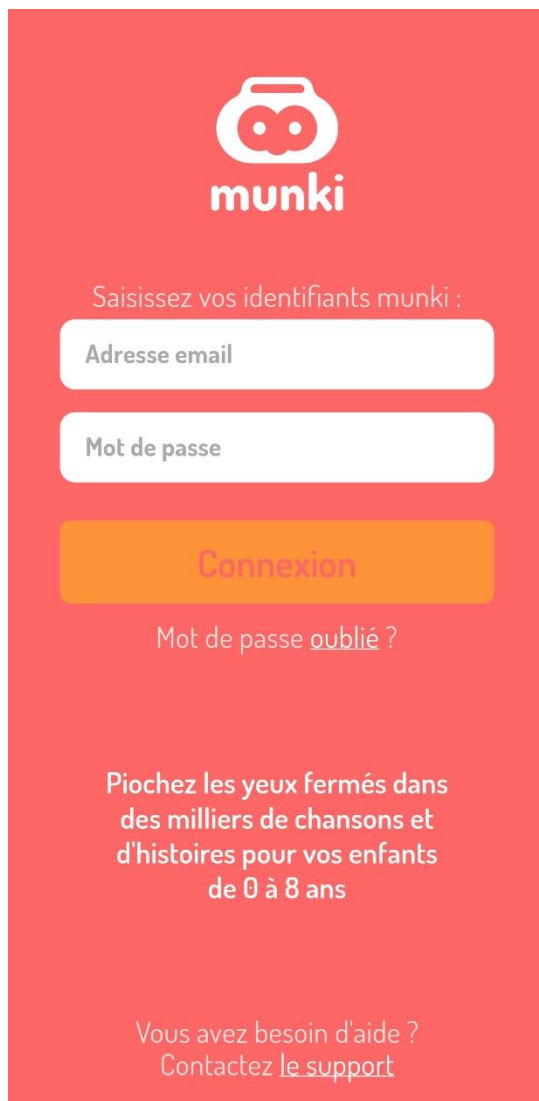 munki
Saisissez vos identifiants munki :
Adresse email
Mot de passe
Connexion
Mot de passe oublié ?
Piochez les yeux fermés dans
des milliers de chansons et
d'histoires pour vos enfants
de 0 à 8 ans
Vous avez besoin d'aide ?
Contactez le support